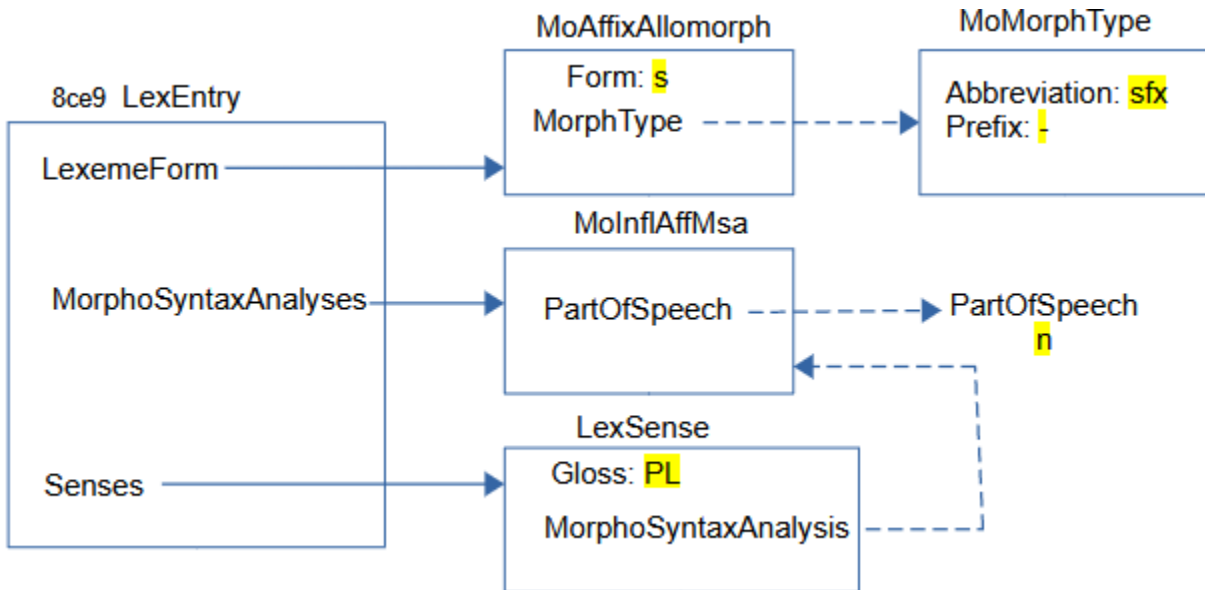 MoAffixAllomorph
Form: s
MorphType
MoMorphType
Abbreviation: sfx
Prefix: -
8ce9 LexEntry
LexemeForm
MorphoSyntaxAnalyses
Senses
MoInflAffMsa
PartOfSpeech
PartOfSpeech
n
LexSense
Gloss: PL
MorphoSyntaxAnalysis